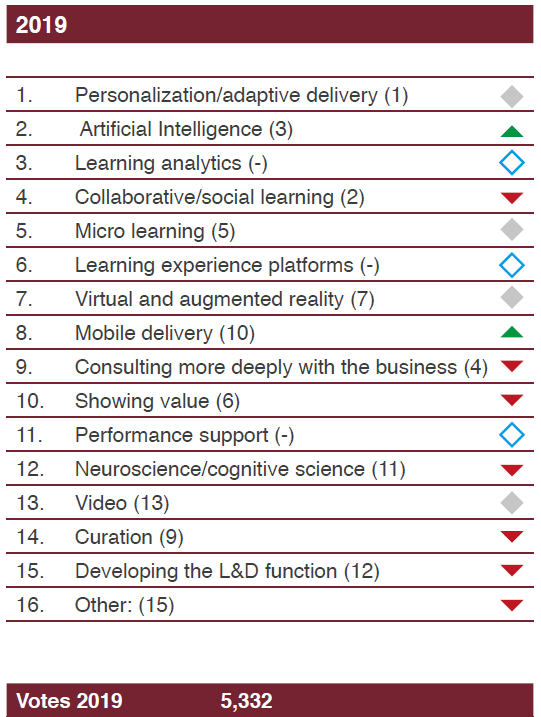 2019
1. Personalization/adaptive delivery (1)
2. Artificial Intelligence (3)
3. Learning analytics (-)
4. Collaborative/social learning (2)
5. Micro learning (5)
6. Learning experience platforms (-)
7. Virtual and augmented reality (7)
8. Mobile delivery (10)
9. Consulting more deeply with the business (4)
10. Showing value (6)
11. Performance support (-)
12. Neuroscience/cognitive science (11)
13. Video (13)
14. Curation (9)
15. Developing the L&D function (12)
16. Other: (15)
Votes 2019 5,332